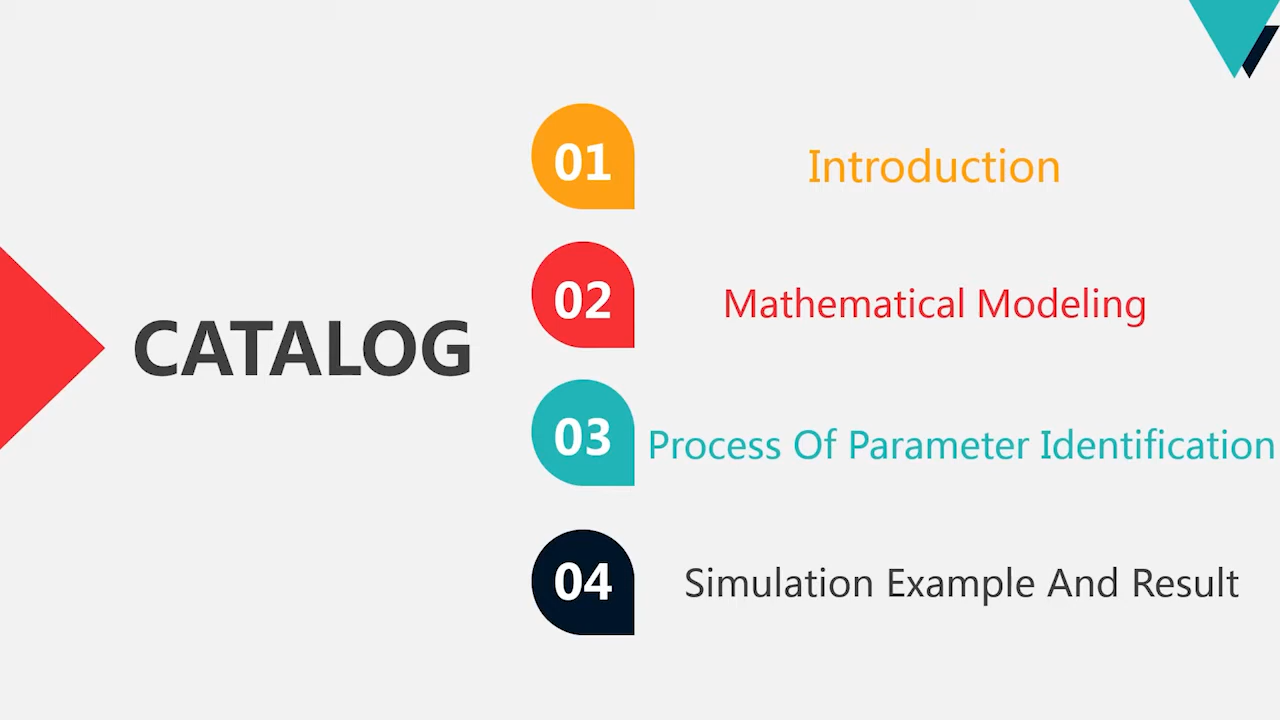 CATALOG
01 Introduction
02 Mathematical Modeling
03 Process Of Parameter Identification
04 Simulation Example And Result